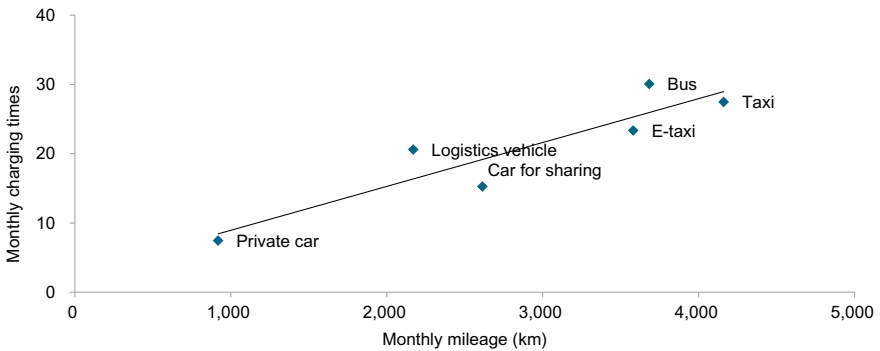 40
30
20
10
0
Monthly charging times
Bus
Taxi
E-taxi
Logistics vehicle
Car for sharing
Private car
0 1,000 2,000 3,000 4,000 5,000
Monthly mileage (km)